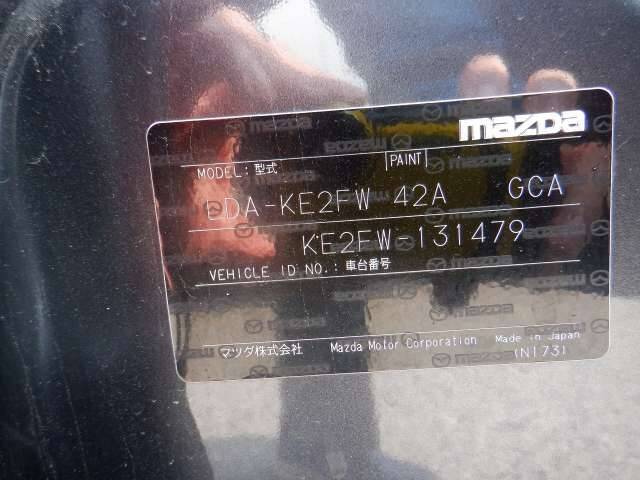 mazda
MODEL: 型式 PAINT
LDA-KE2FW 42A GCA
KE2FW-131479
VEHICLE ID NO.: 車台番号
マツダ株式会社 Mazda Motor Corporation Made in Japan
(N173)